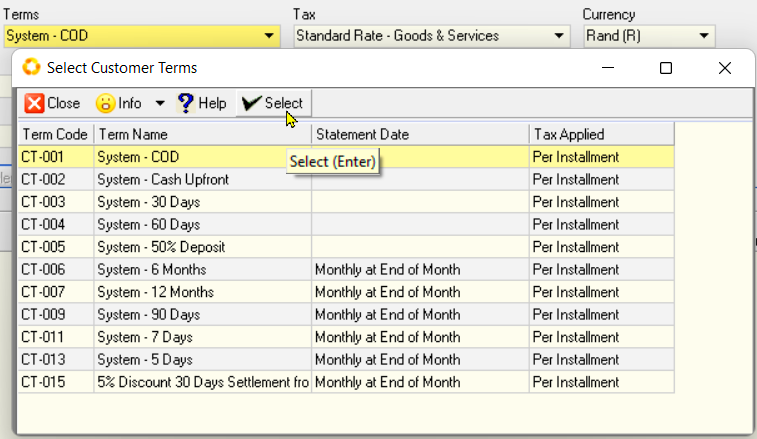 Terms Tax Currency
System - COD Standard Rate - Goods & Services Rand (R)
Select Customer Terms
Close Info Help Select
Term Code Term Name Statement Date Tax Applied
CT-001 System - COD Per Installment
Select (Enter)
CT-002 System - Cash Upfront Per Installment
CT-003 System - 30 Days Per Installment
CT-004 System - 60 Days Per Installment
CT-005 System - 50% Deposit Per Installment
CT-006 System - 6 Months Monthly at End of Month Per Installment
CT-007 System - 12 Months Monthly at End of Month Per Installment
CT-009 System - 90 Days Monthly at End of Month Per Installment
CT-011 System - 7 Days Monthly at End of Month Per Installment
CT-013 System - 5 Days Monthly at End of Month Per Installment
CT-015 5% Discount 30 Days Settlement fro Monthly at End of Month Per Installment